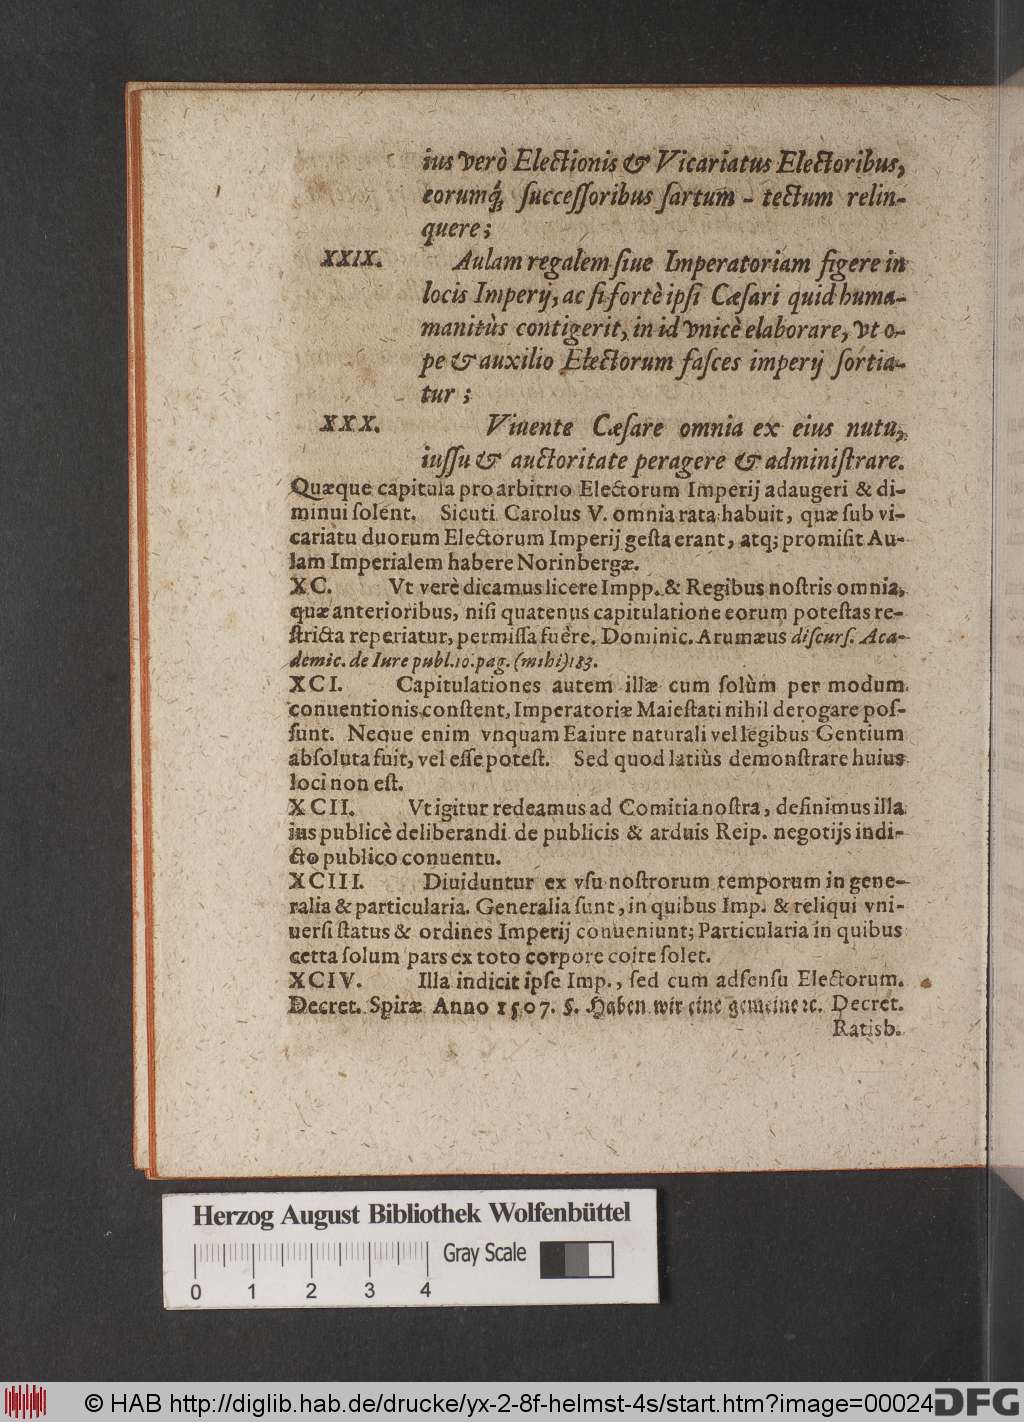 ius verò Electionis & Vicariatus Electoribus,
eorumq́; ſucceſſoribus ſartum - tectum relin-
quere;
XXIX. Aulam regalem ſiue Imperatoriam figere in
locis Imperij, ac ſi fortè ipſi Cæſari quid huma-
manitùs contigerit, in id vnicè elaborare, vt o-
pe & auxilio Electorum faſces imperij ſortia-
tur;
XXX. Viuente Cæſare omnia ex eius nutu,
iuſſu & auctoritate peragere & adminiſtrare.
Quæque capitula pro arbitrio Electorum Imperij adaugeri & di-
minui ſolent. Sicuti Carolus V. omnia rata habuit, quæ ſub vi-
cariatu duorum Electorum Imperij geſta erant, atq; promiſit Au-
lam Imperialem habere Norinbergæ.
XC. Vt verè dicamus licere Impp. & Regibus noſtris omnia,
quæ anterioribus, niſi quatenus capitulatione eorum poteſtas re-
ſtricta reperiatur, permiſſa fuêre. Dominic. Arumæus diſcurſ. Aca-
demic. de Iure publ. 10. pag. (mihi) 183.
XCI. Capitulationes autem illæ cum ſolùm per modum
conuentionis conſtent, Imperatoriæ Maieſtati nihil derogare poſ-
ſunt. Neque enim vnquam Ea iure naturali vel legibus Gentium
abſoluta fuit, vel eſſe poteſt. Sed quod latiùs demonſtrare huius
loci non eſt.
XCII. Vt igitur redeamus ad Comitia noſtra, definimus illa
ius publicè deliberandi de publicis & arduis Reip. negotijs indi-
cto publico conuentu.
XCIII. Diuiduntur ex vſu noſtrorum temporum in gene-
ralia & particularia. Generalia ſunt, in quibus Imp. & reliqui vni-
uerſi ſtatus & ordines Imperij conueniunt; Particularia in quibus
certa ſolum pars ex toto corpore coire ſolet.
XCIV. Illa indicit ipſe Imp., ſed cum adſenſu Electorum.
Decret. Spiræ Anno 1507. §. Haben wir eine gemeine ꝛc. Decret.
Ratisb.
Herzog August Bibliothek Wolfenbüttel
Gray Scale
0 1 2 3 4
© HAB http://diglib.hab.de/drucke/yx-2-8f-helmst-4s/start.htm?image=00024
DFG